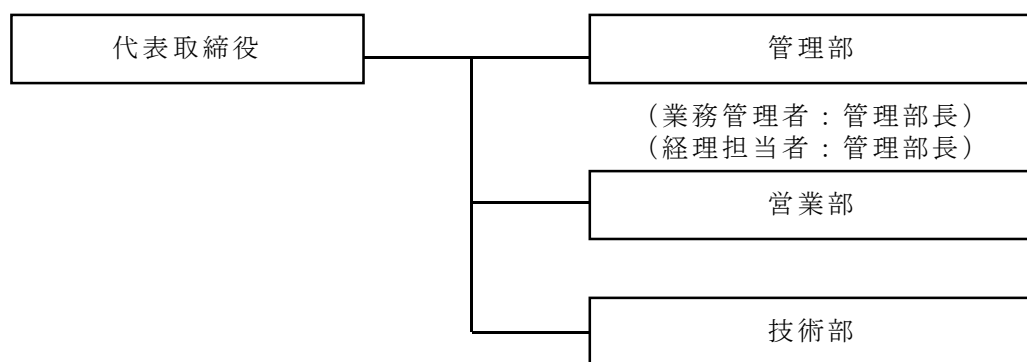 代表取締役
管理部
（業務管理者：管理部長）
（経理担当者：管理部長）
営業部
技術部